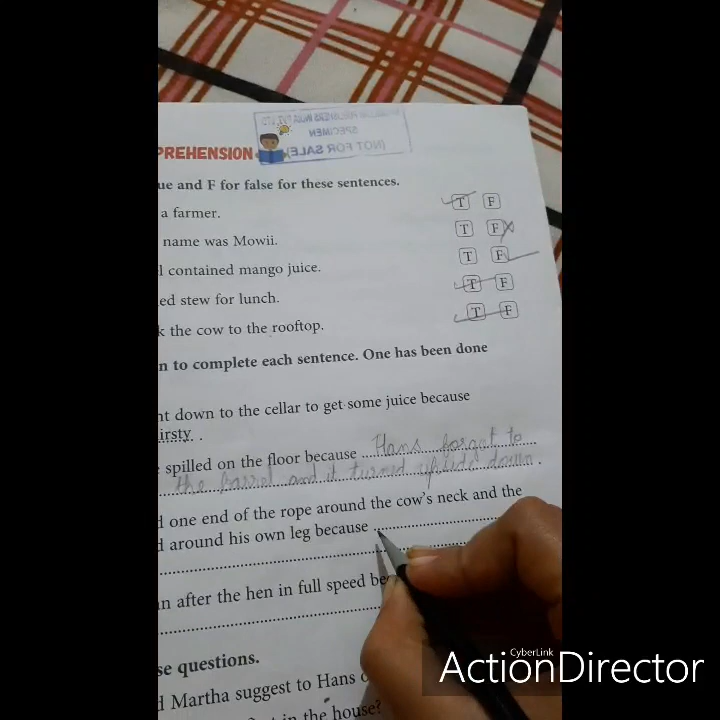 SPECIMEN
(NOT FOR SALE)
PREHENSION
ue and F for false for these sentences.
a farmer. T F
name was Mowii. T F
l contained mango juice. T F
ed stew for lunch. T F
k the cow to the rooftop. T F
n to complete each sentence. One has been done
nt down to the cellar to get some juice because
irsty. .
spilled on the floor because Hans forgot to
the barrel and it turned down .
d one end of the rope around the cow's neck and the
d around his own leg because
n after the hen in full speed be
se questions.
d Martha suggest to Hans
in the house?
CyberLink
ActionDirector